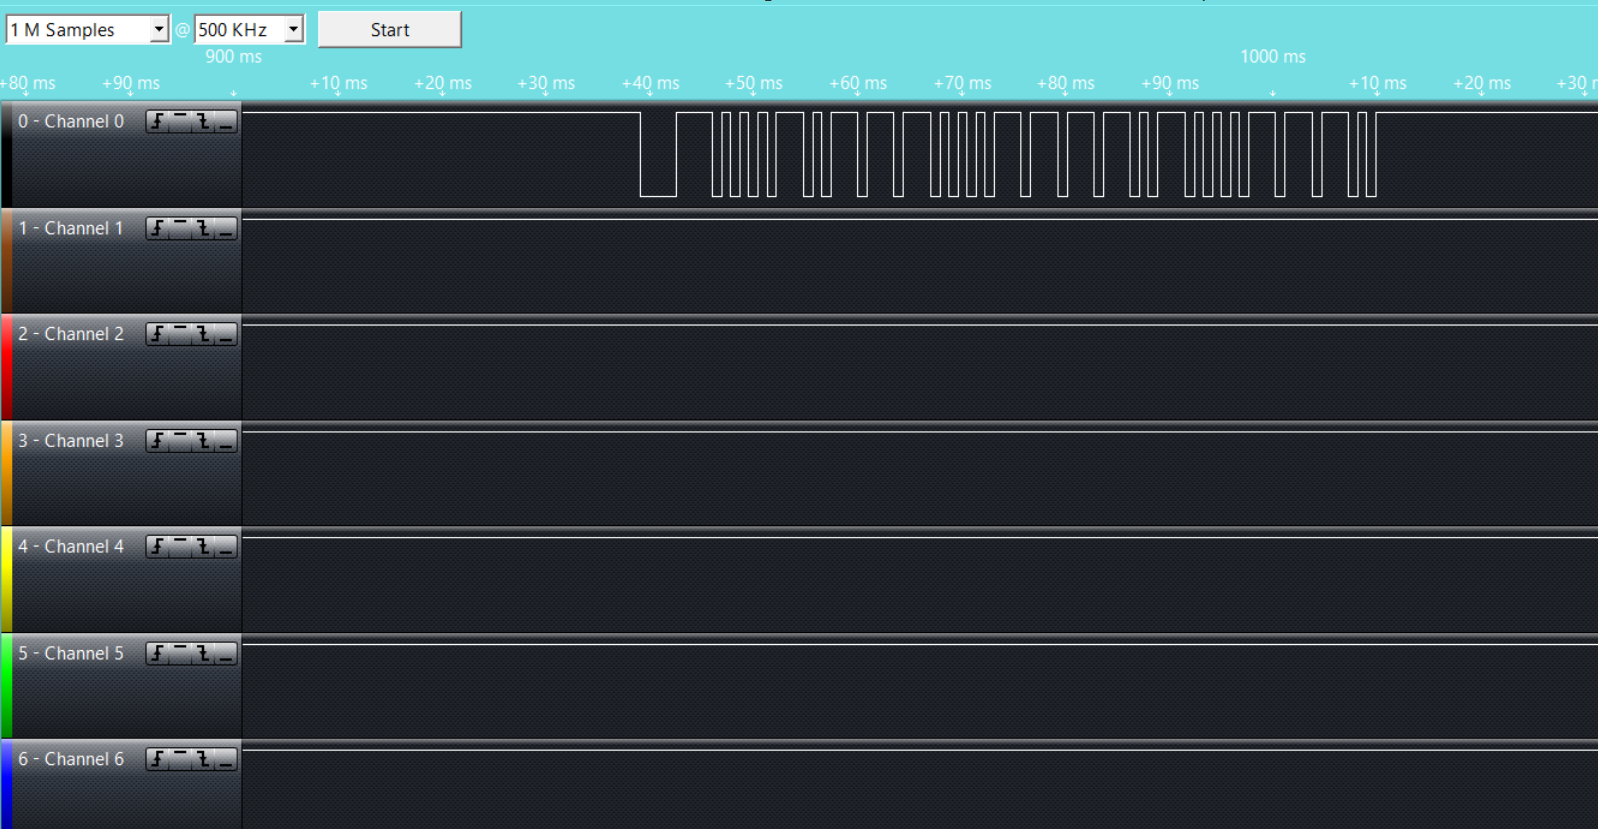 1 M Samples @ 500 KHz Start
900 ms 1000 ms
+80 ms +90 ms +10 ms +20 ms +30 ms +40 ms +50 ms +60 ms +70 ms +80 ms +90 ms +10 ms +20 ms +30
0 - Channel 0
1 - Channel 1
2 - Channel 2
3 - Channel 3
4 - Channel 4
5 - Channel 5
6 - Channel 6